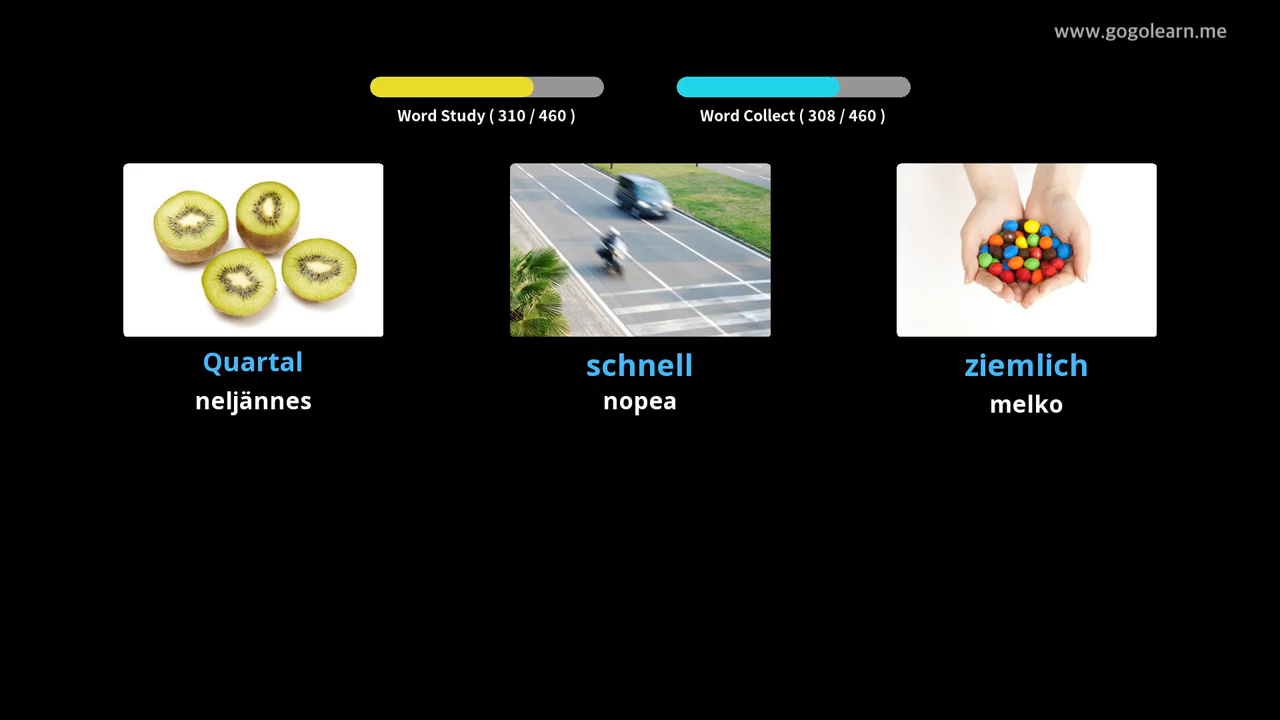 www.gogolearn.me
Word Study ( 310 / 460 )
Word Collect ( 308 / 460 )
Quartal
neljännes
schnell
nopea
ziemlich
melko